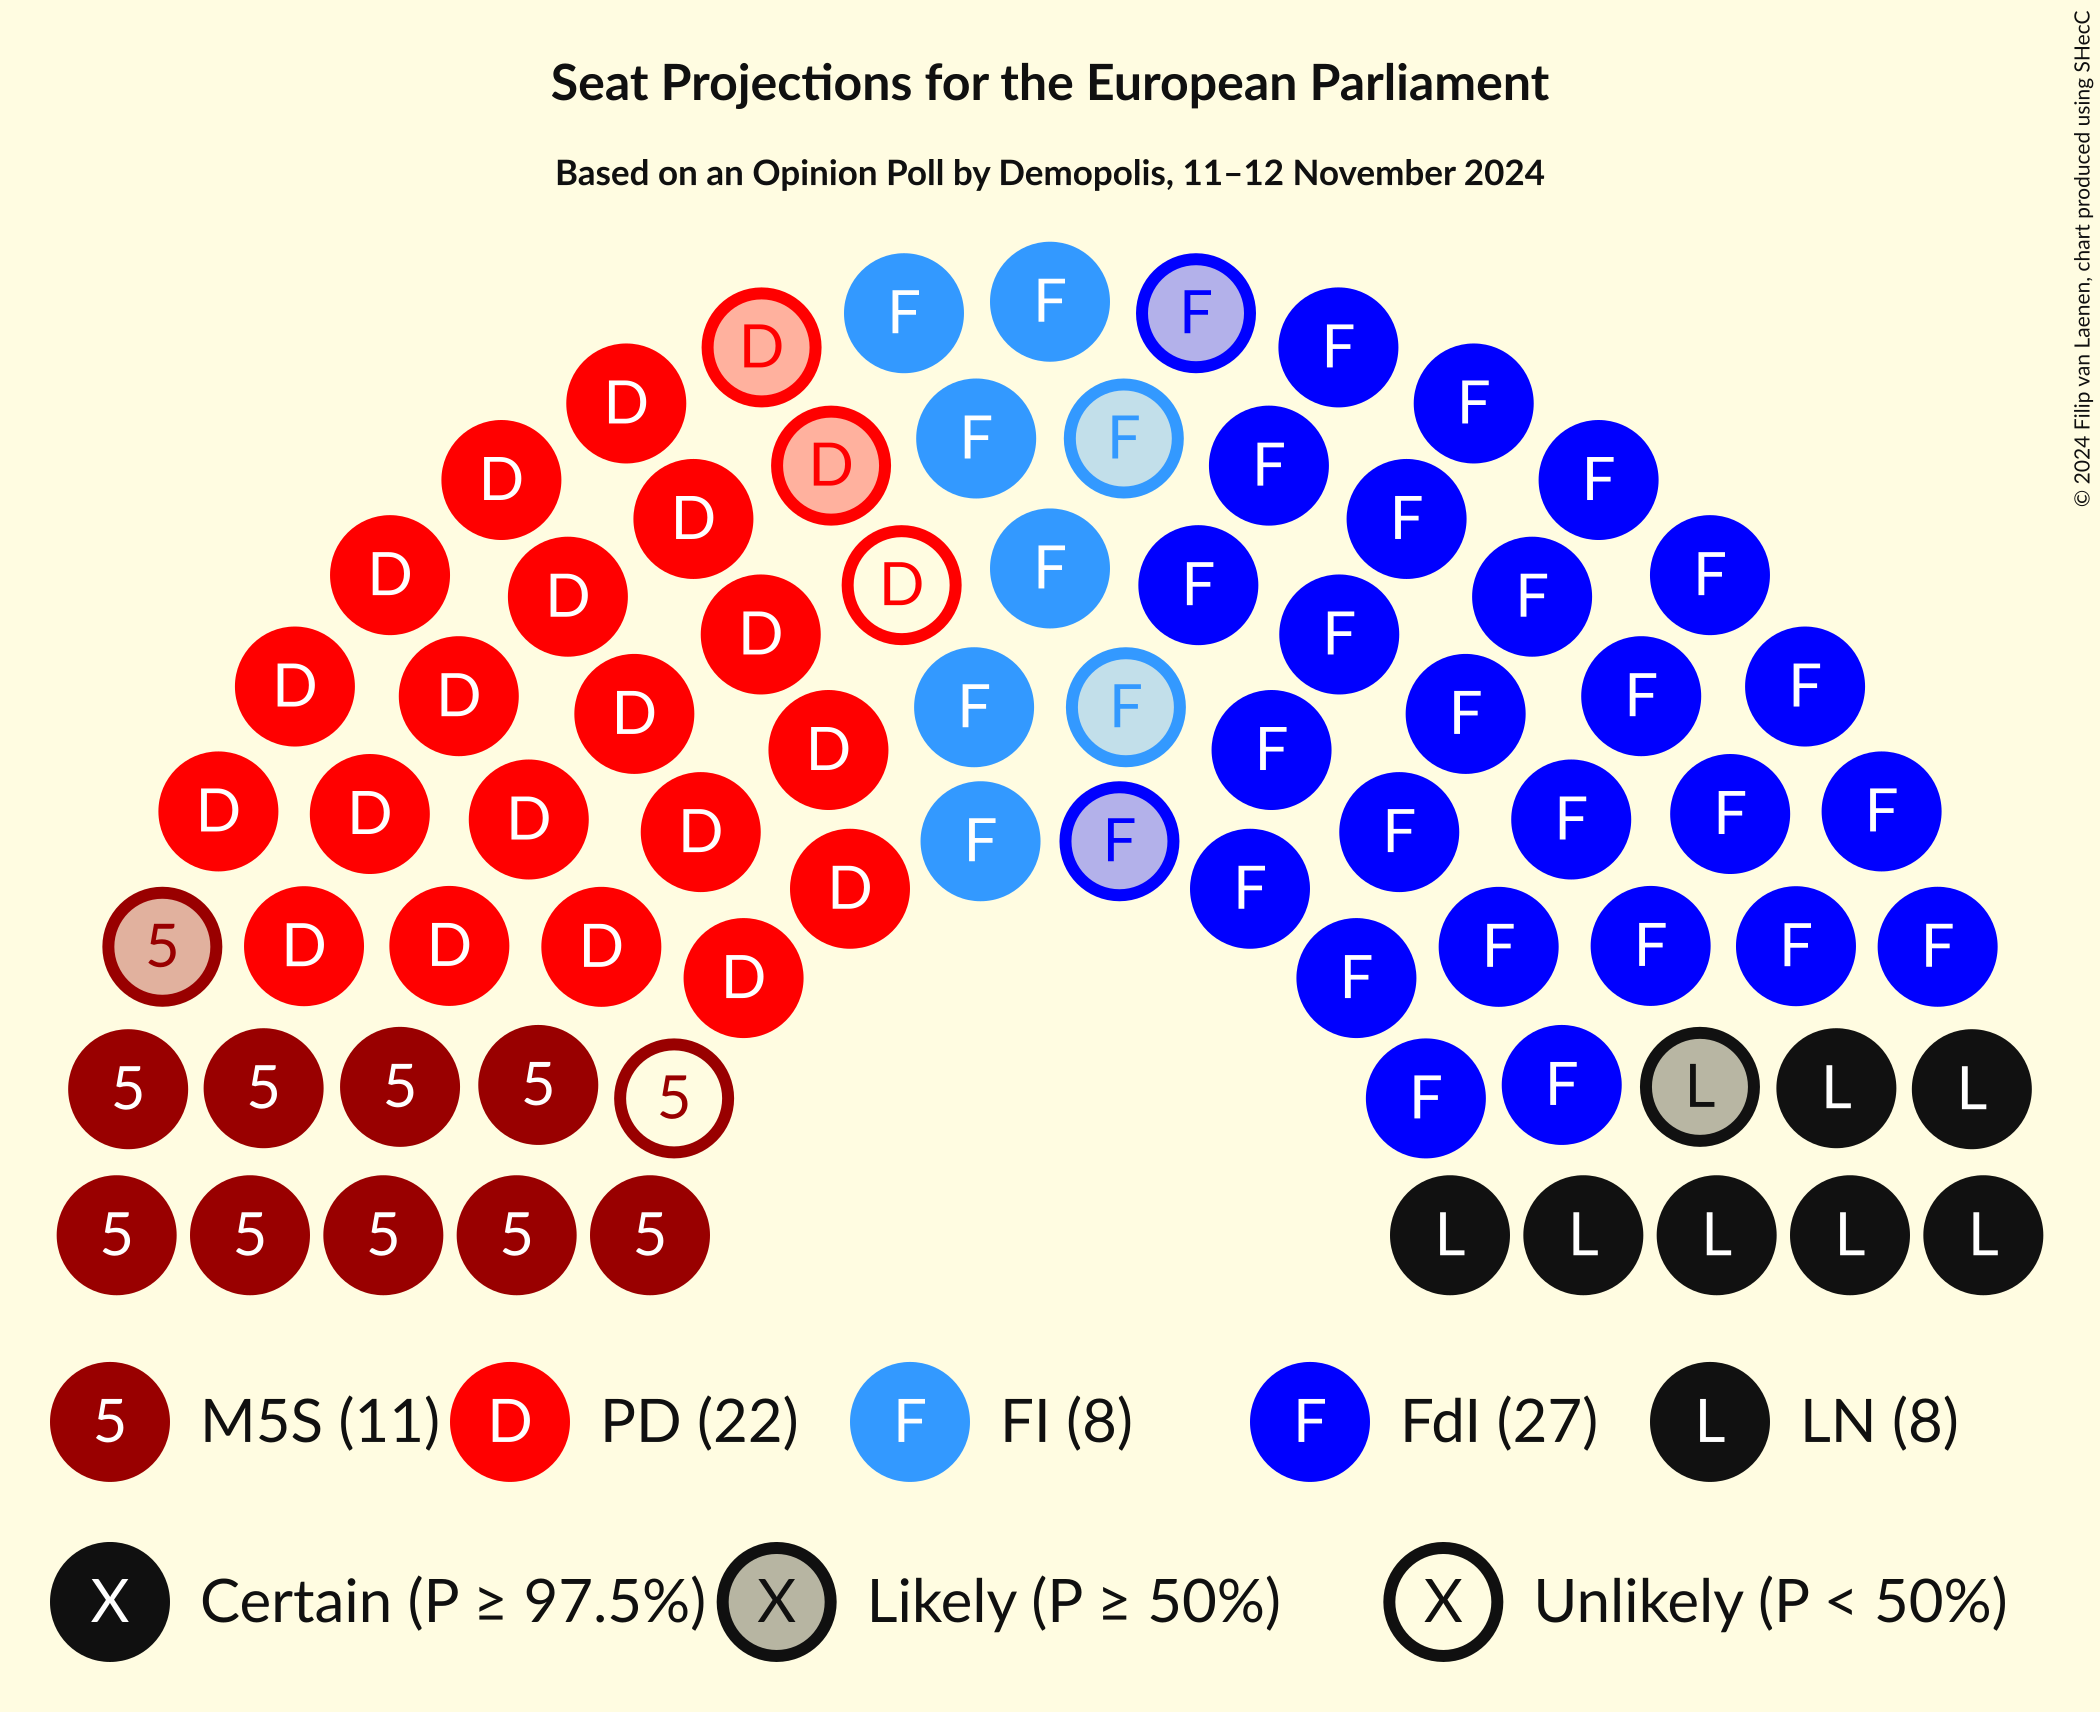 Seat Projections for the European Parliament
Based on an Opinion Poll by Demopolis, 11–12 November 2024
© 2024 Filip van Laenen, chart produced using SHecC
F
F F
D F
D F
F F
D F
D F
D F
D F
D F
F
D F
D F
D F
D F
D F
D F
F F
D F
D F
D D F F
D F
F F
D F
D F
5 D D D F F F F
D F
5 5 5 5 F L L L
5 5 F
5 5 5 5 5 L L L L L
5 M5S (11) D PD (22) F FI (8) F FdI (27) L LN (8)
X Certain (P ≥ 97.5%) X Likely (P ≥ 50%) X Unlikely (P < 50%)